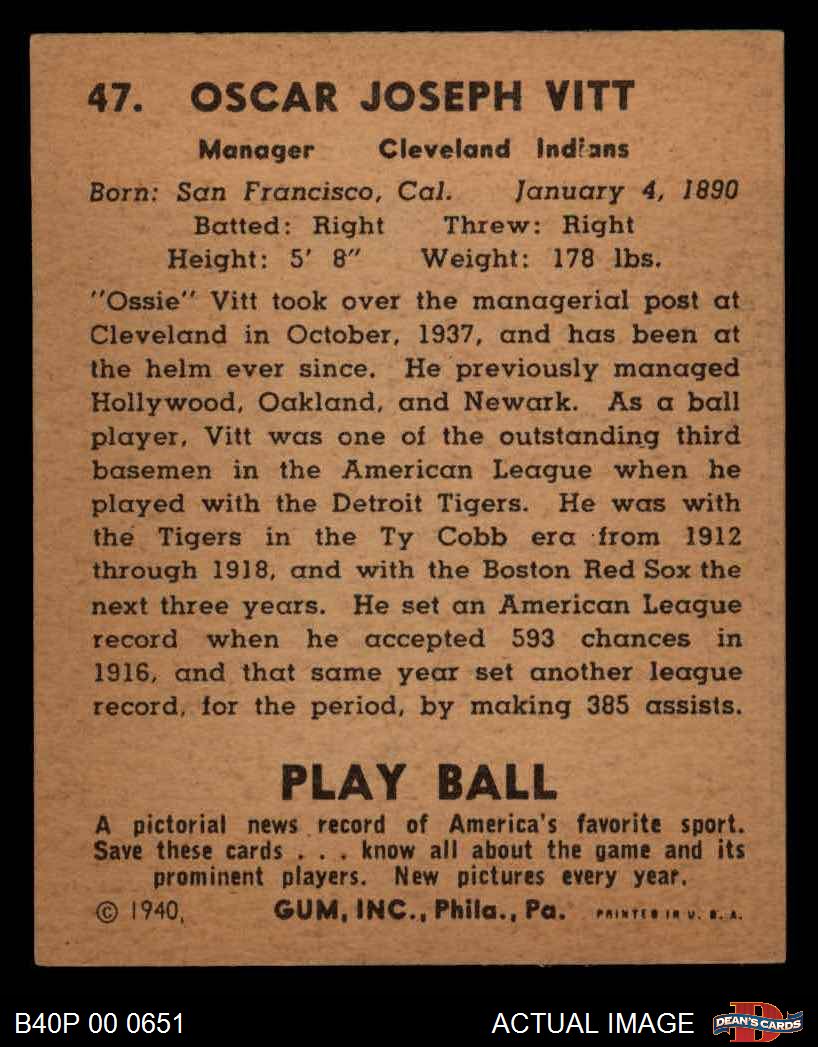 47. OSCAR JOSEPH VITT
Manager Cleveland Indians
Born: San Francisco, Cal. January 4, 1890
Batted: Right Threw: Right
Height: 5' 8" Weight: 178 lbs.
"Ossie" Vitt took over the managerial post at
Cleveland in October, 1937, and has been at
the helm ever since. He previously managed
Hollywood, Oakland, and Newark. As a ball
player, Vitt was one of the outstanding third
basemen in the American League when he
played with the Detroit Tigers. He was with
the Tigers in the Ty Cobb era from 1912
through 1918, and with the Boston Red Sox the
next three years. He set an American League
record when he accepted 593 chances in
1916, and that same year set another league
record, for the period, by making 385 assists.
PLAY BALL
A pictorial news record of America's favorite sport.
Save these cards . . . know all about the game and its
prominent players. New pictures every year.
© 1940, GUM, INC., Phila., Pa. PRINTED IN U. S. A.
B40P 00 0651 ACTUAL IMAGE D DEAN'S CARDS